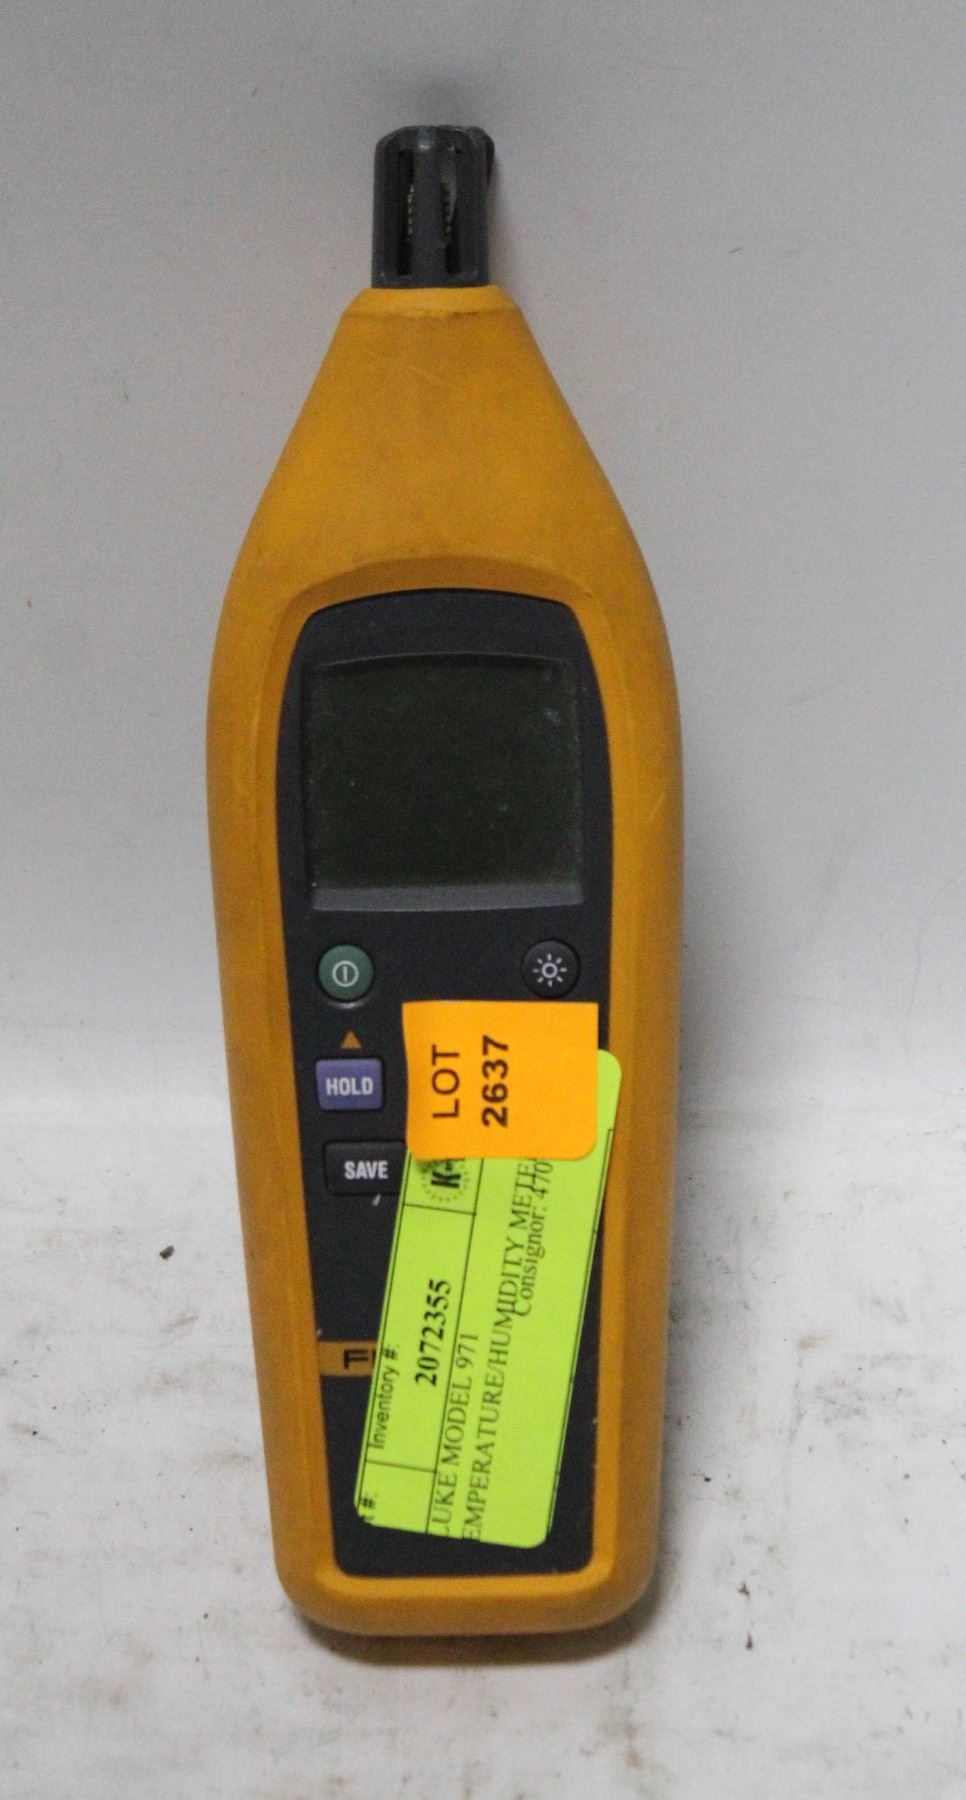 HOLD
SAVE
LOT
2637
K
Inventory #:
2072355
LUKE MODEL 971
EMPERATURE/HUMIDITY METE
Consignor: 470
#:
F